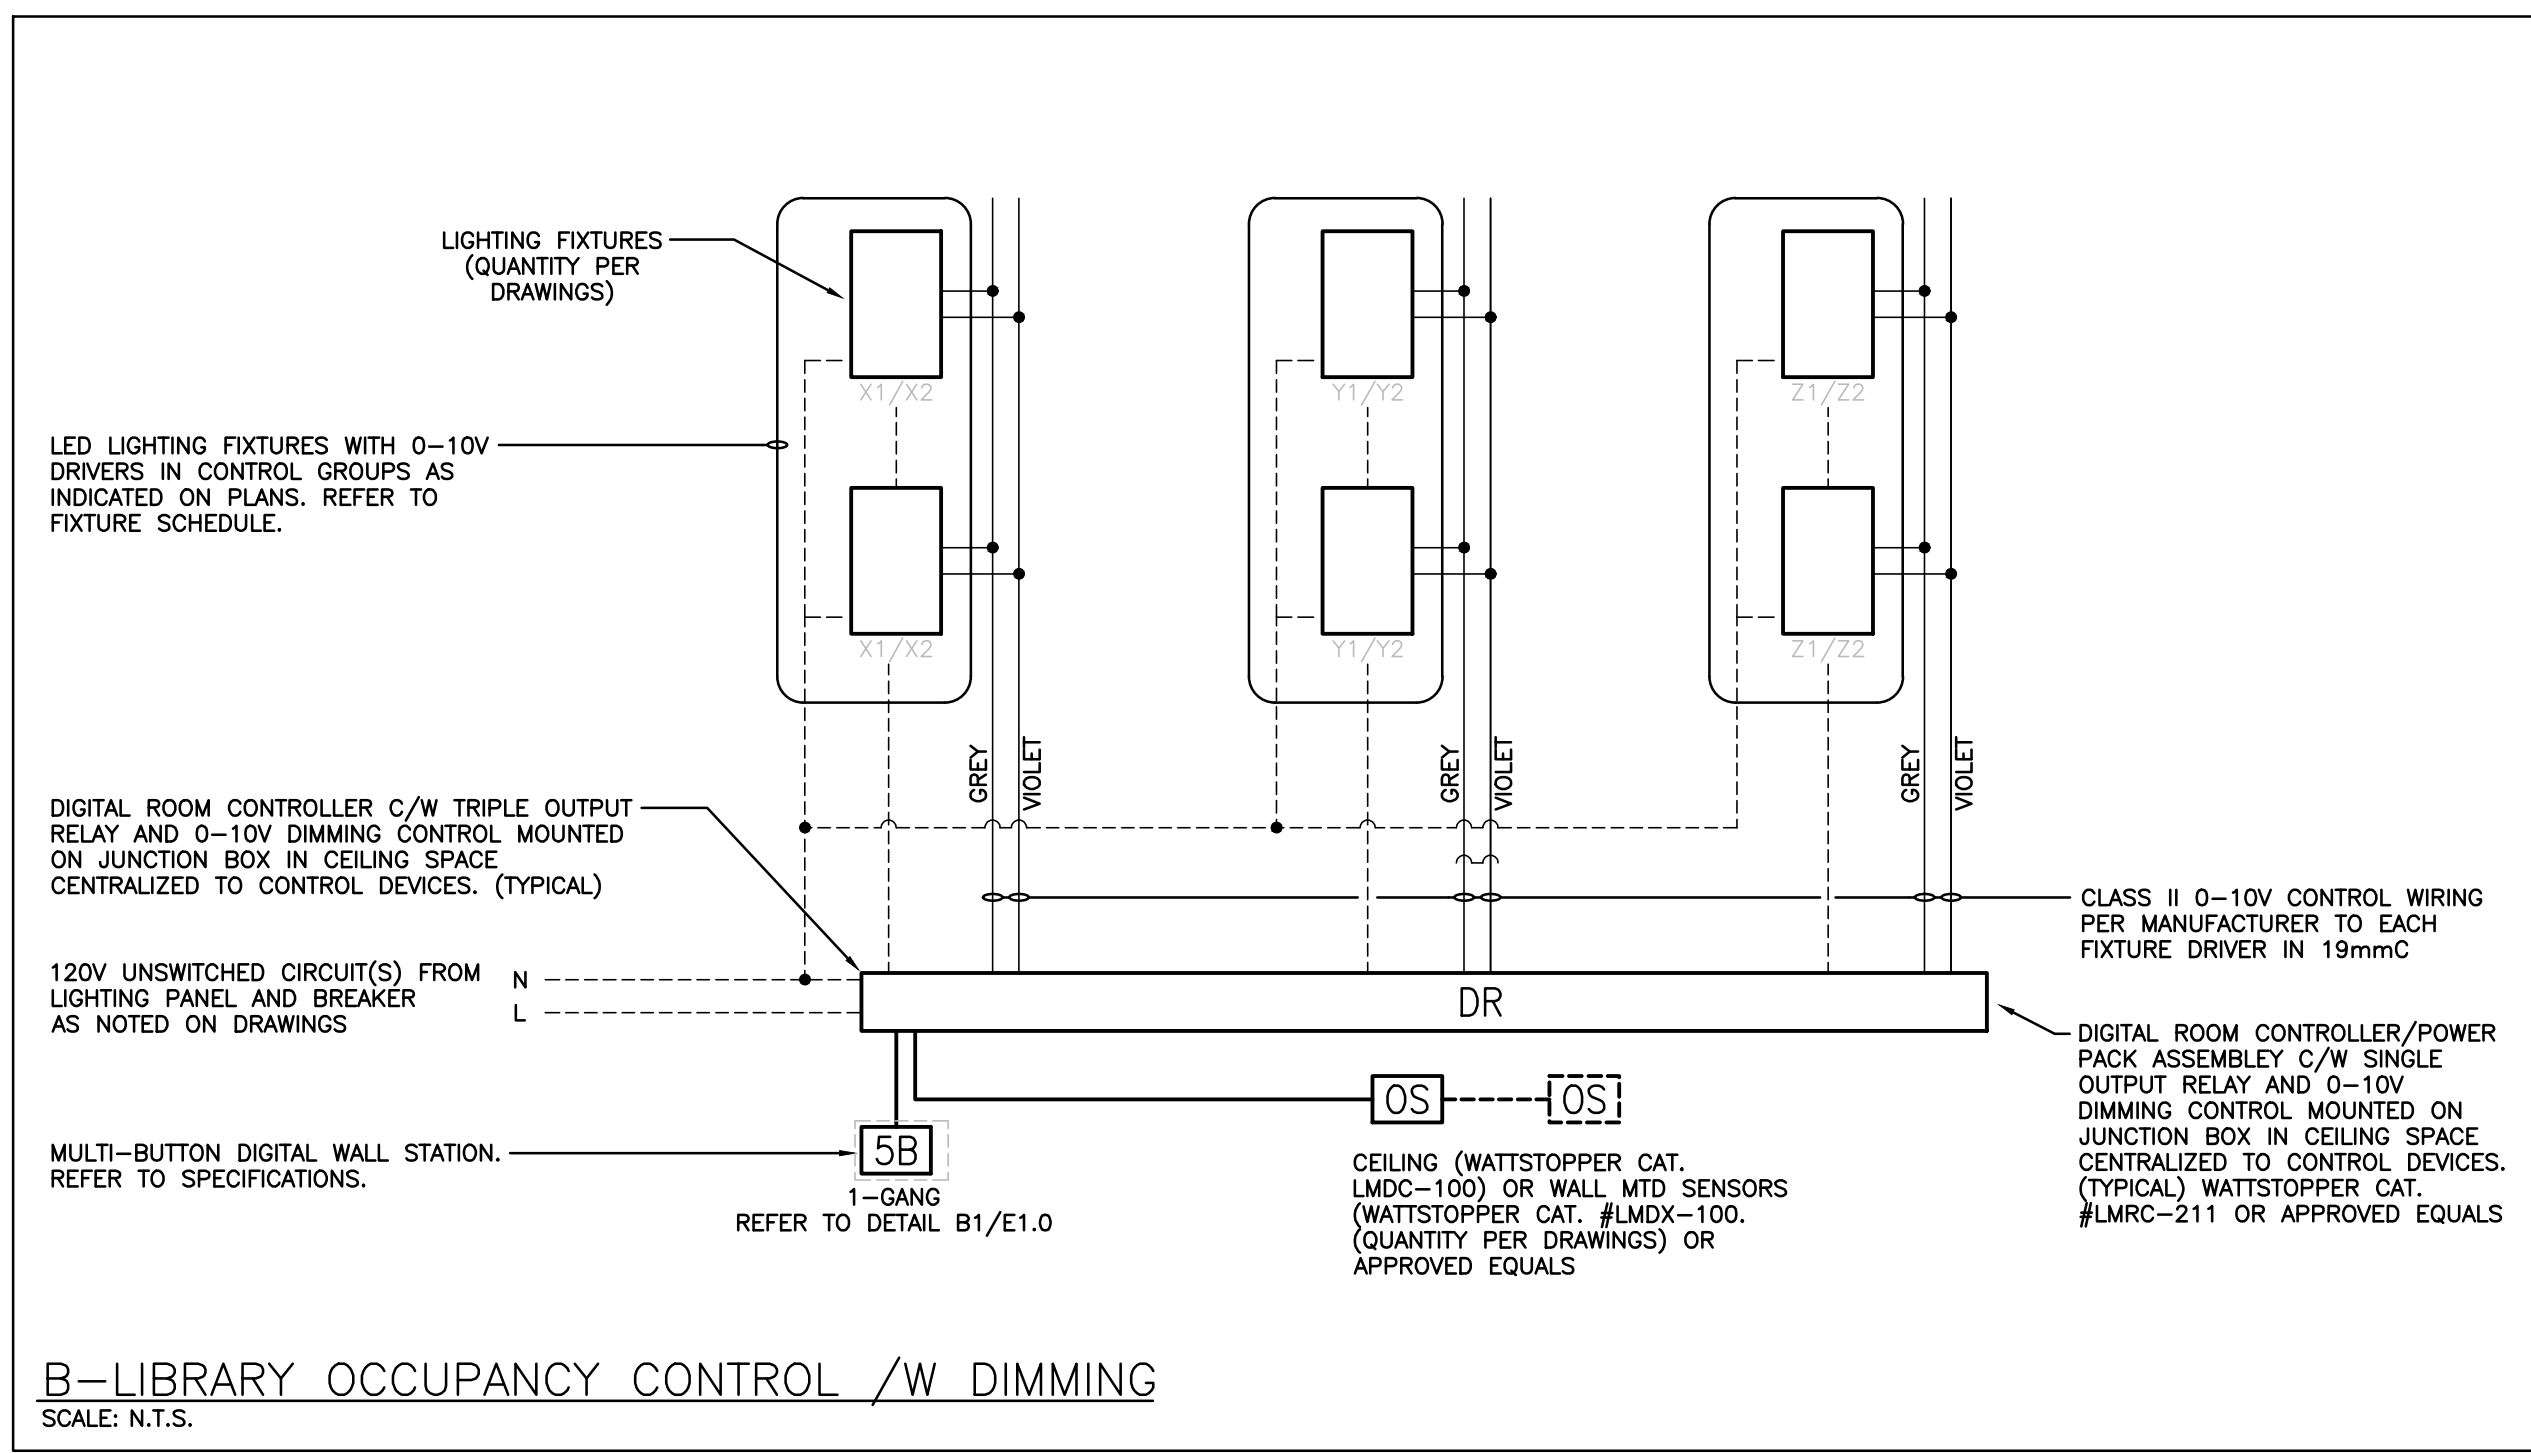 LIGHTING FIXTURES
(QUANTITY PER
DRAWINGS)
X1/X2
Y1/Y2
Z1/Z2
LED LIGHTING FIXTURES WITH 0-10V
DRIVERS IN CONTROL GROUPS AS
INDICATED ON PLANS. REFER TO
FIXTURE SCHEDULE.
X1/X2
Y1/Y2
Z1/Z2
GREY
VIOLET
GREY
VIOLET
GREY
VIOLET
DIGITAL ROOM CONTROLLER C/W TRIPLE OUTPUT
RELAY AND 0-10V DIMMING CONTROL MOUNTED
ON JUNCTION BOX IN CEILING SPACE
CENTRALIZED TO CONTROL DEVICES. (TYPICAL)
CLASS II 0-10V CONTROL WIRING
PER MANUFACTURER TO EACH
FIXTURE DRIVER IN 19mmC
120V UNSWITCHED CIRCUIT(S) FROM
LIGHTING PANEL AND BREAKER
AS NOTED ON DRAWINGS
N
L
DR
DIGITAL ROOM CONTROLLER/POWER
PACK ASSEMBLEY C/W SINGLE
OUTPUT RELAY AND 0-10V
DIMMING CONTROL MOUNTED ON
JUNCTION BOX IN CEILING SPACE
CENTRALIZED TO CONTROL DEVICES.
(TYPICAL) WATTSTOPPER CAT.
#LMRC-211 OR APPROVED EQUALS
OS
OS
MULTI-BUTTON DIGITAL WALL STATION.
REFER TO SPECIFICATIONS.
5B
1-GANG
REFER TO DETAIL B1/E1.0
CEILING (WATTSTOPPER CAT.
LMDC-100) OR WALL MTD SENSORS
(WATTSTOPPER CAT. #LMDX-100.
(QUANTITY PER DRAWINGS) OR
APPROVED EQUALS
B-LIBRARY OCCUPANCY CONTROL /W DIMMING
SCALE: N.T.S.